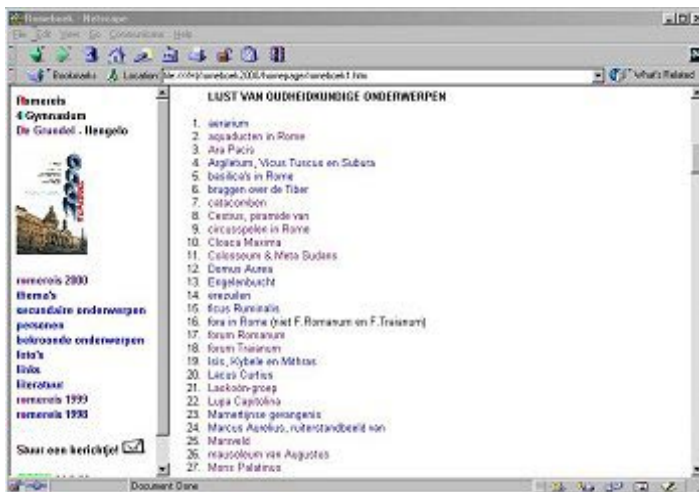 Romeboek - Netscape
File Edit View Go Communicator Help
Bookmarks Location What's Related
Romereis
4 Gymnasium
De Grundel - Hengelo
romereis 2000
thema's
secundaire onderwerpen
personen
bekroonde onderwerpen
foto's
links
literatuur
romereis 1999
romereis 1998
Stuur een berichtje!
LIJST VAN OUDHEIDKUNDIGE ONDERWERPEN
1. aerarium
2. aquaducten in Rome
3. Ara Pacis
4. Argiletum, Vicus Tuscus en Subura
5. basilica's in Rome
6. bruggen over de Tiber
7. catacomben
8. Cestius, piramide van
9. circusspelen in Rome
10. Cloaca Maxima
11. Colosseum & Meta Sudans
12. Domus Aurea
13. Engelenburcht
14. erezuilen
15. ficus Ruminalis
16. fora in Rome (niet F.Romanum en F.Traianum)
17. forum Romanum
18. forum Traianum
19. Isis, Kybele en Mithras
20. Lacus Curtius
21. Laokoön-groep
22. Lupa Capitolina
23. Mamertijnse gevangenis
24. Marcus Aurelius, ruiterstandbeeld van
25. Marsveld
26. mausoleum van Augustus
27. Mons Palatinus
Document Done